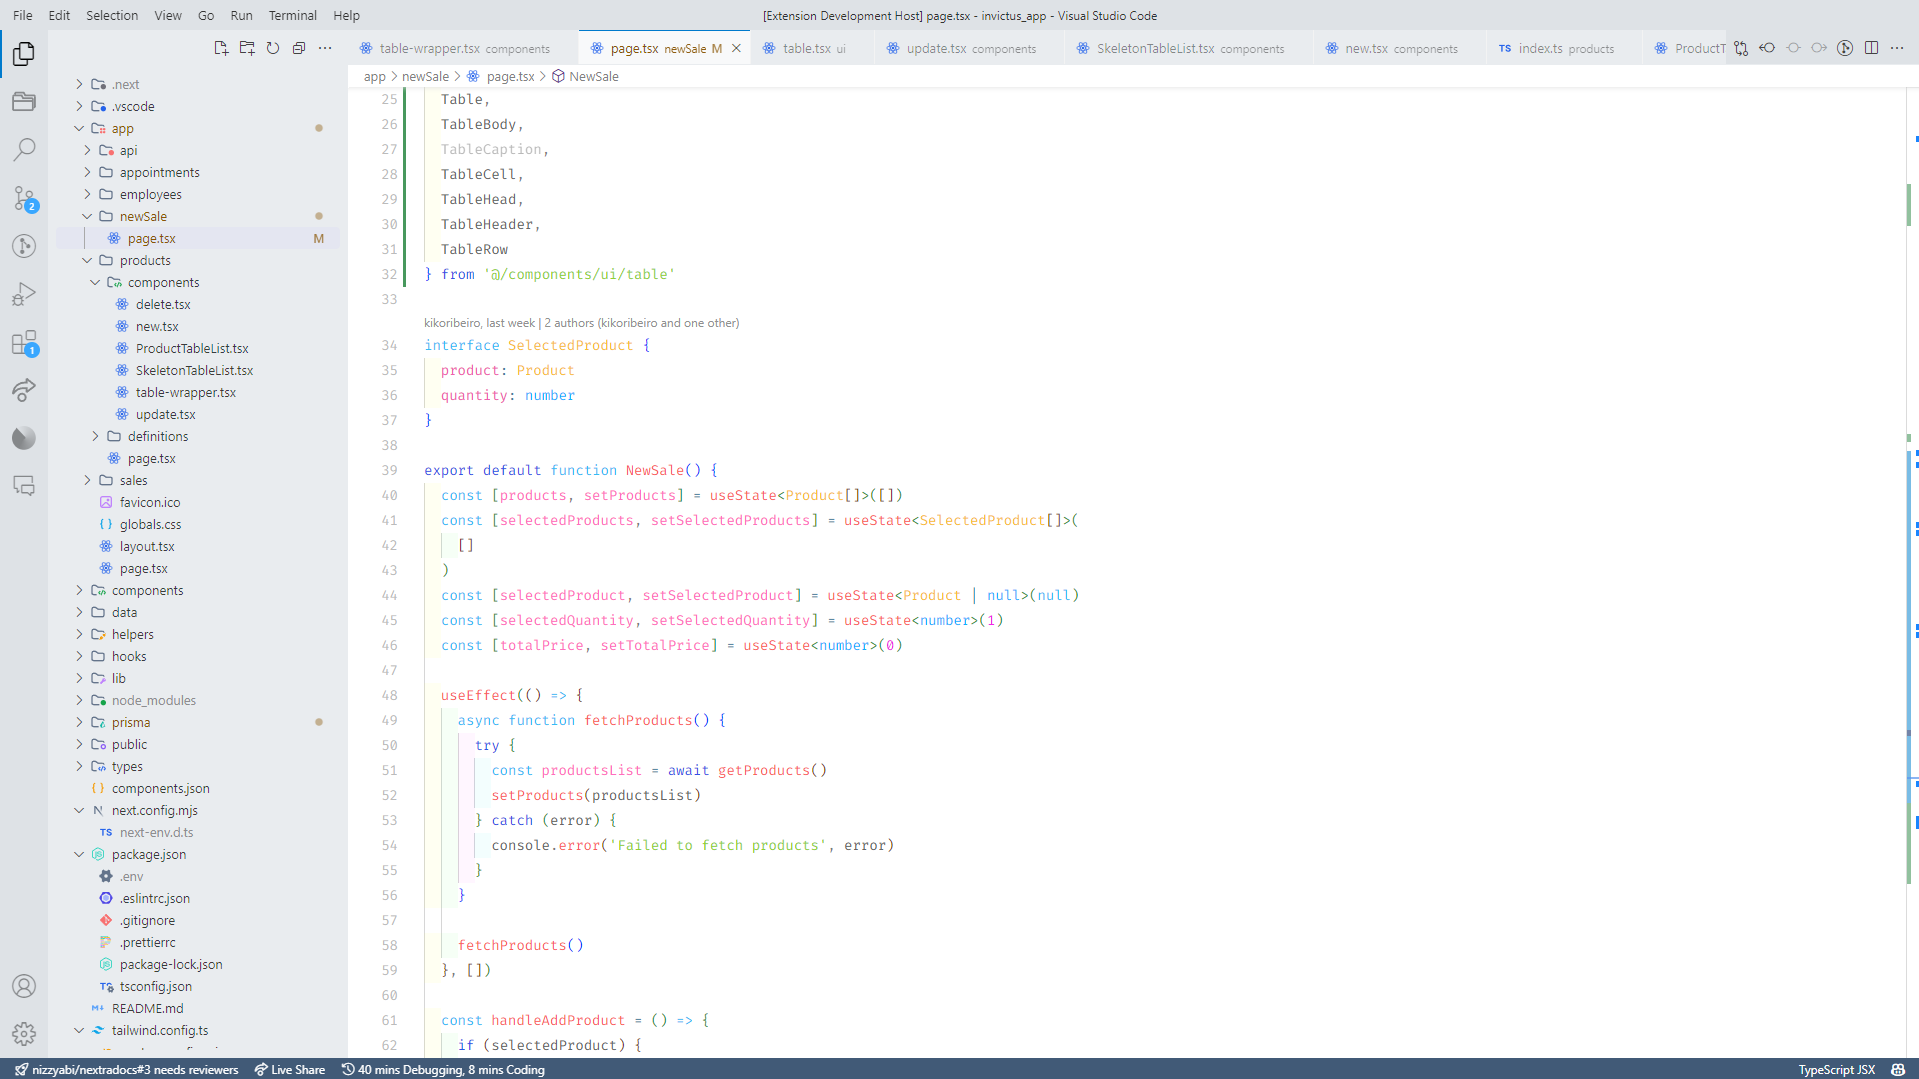 File Edit Selection View Go Run Terminal Help
[Extension Development Host] page.tsx - invictus_app - Visual Studio Code
table-wrapper.tsx components
page.tsx newSale M
table.tsx ui
update.tsx components
SkeletonTableList.tsx components
new.tsx components
TS index.ts products
ProductT
app > newSale > page.tsx > NewSale
.next
.vscode
app
api
appointments
employees
newSale
page.tsx M
products
components
delete.tsx
new.tsx
ProductTableList.tsx
SkeletonTableList.tsx
table-wrapper.tsx
update.tsx
definitions
page.tsx
sales
favicon.ico
globals.css
layout.tsx
page.tsx
components
data
helpers
hooks
lib
node_modules
prisma
public
types
components.json
next.config.mjs
TS next-env.d.ts
package.json
.env
.eslintrc.json
.gitignore
.prettierrc
package-lock.json
tsconfig.json
README.md
tailwind.config.ts
2
1
25 Table,
26 TableBody,
27 TableCaption,
28 TableCell,
29 TableHead,
30 TableHeader,
31 TableRow
32 } from '@/components/ui/table'
33
kikoribeiro, last week | 2 authors (kikoribeiro and one other)
34 interface SelectedProduct {
35 product: Product
36 quantity: number
37 }
38
39 export default function NewSale() {
40 const [products, setProducts] = useState<Product[]>([])
41 const [selectedProducts, setSelectedProducts] = useState<SelectedProduct[]>(
42 []
43 )
44 const [selectedProduct, setSelectedProduct] = useState<Product | null>(null)
45 const [selectedQuantity, setSelectedQuantity] = useState<number>(1)
46 const [totalPrice, setTotalPrice] = useState<number>(0)
47
48 useEffect(() => {
49 async function fetchProducts() {
50 try {
51 const productsList = await getProducts()
52 setProducts(productsList)
53 } catch (error) {
54 console.error('Failed to fetch products', error)
55 }
56 }
57
58 fetchProducts()
59 }, [])
60
61 const handleAddProduct = () => {
62 if (selectedProduct) {
nizzyabi/nextradocs#3 needs reviewers Live Share 40 mins Debugging, 8 mins Coding
TypeScript JSX